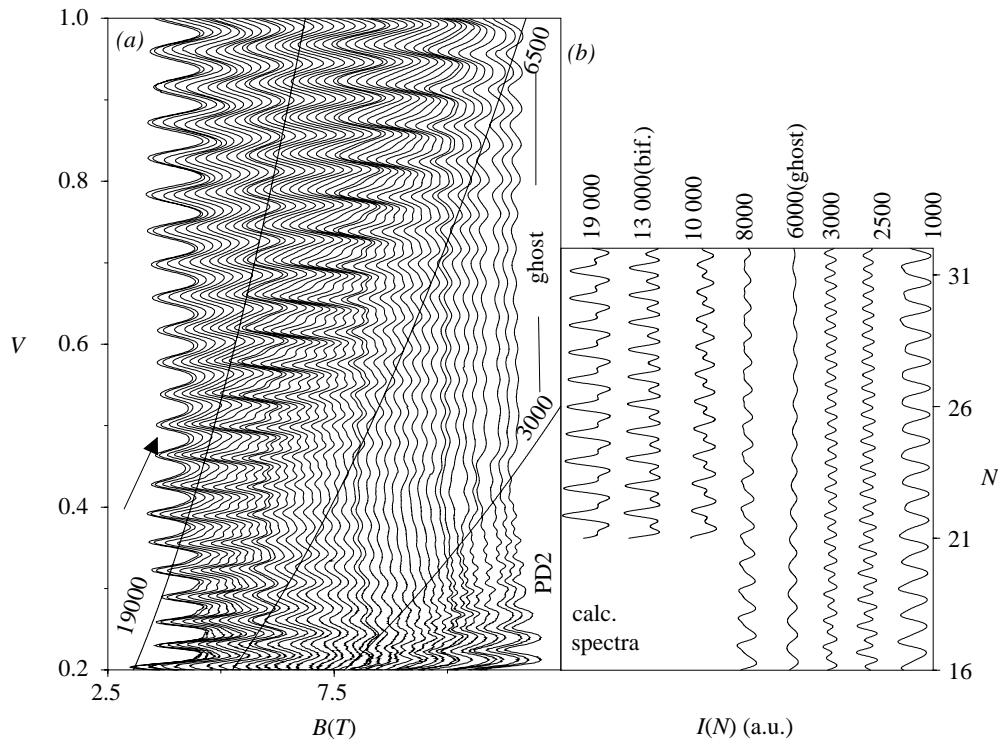 (a)
1.0
0.8
0.6
0.4
0.2
V
2.5
7.5
B(T)
19000
6500
ghost
3000
PD2
(b)
19 000
13 000(bif.)
10 000
8000
6000(ghost)
3000
2500
1000
31
26
21
16
N
calc.
spectra
I(N) (a.u.)